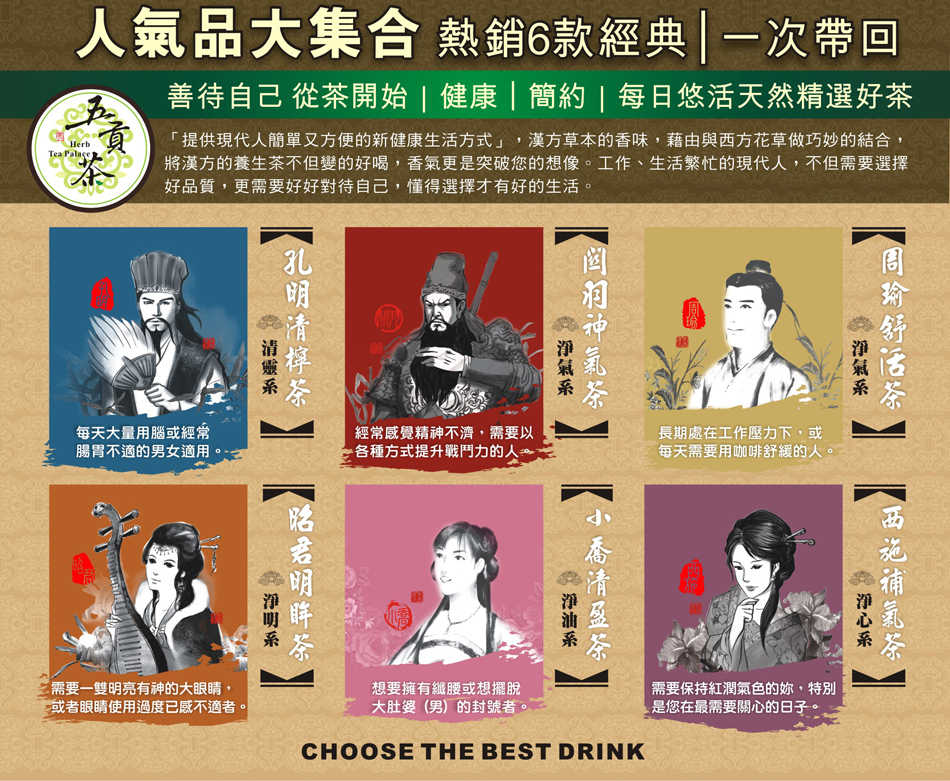 人氣品大集合 熱銷6款經典│一次帶回
善待自己 從茶開始 | 健康 | 簡約 | 每日悠活天然精選好茶
五貢茶
Herb
Tea Palace
「提供現代人簡單又方便的新健康生活方式」，漢方草本的香味，藉由與西方花草做巧妙的結合，
將漢方的養生茶不但變的好喝，香氣更是突破您的想像。工作、生活繁忙的現代人，不但需要選擇
好品質，更需要好好對待自己，懂得選擇才有好的生活。
孔明清檸茶
清靈系
每天大量用腦或經常
腸胃不適的男女適用。
關羽神氣茶
淨氣系
經常感覺精神不濟，需要以
各種方式提升戰鬥力的人。
周瑜
周瑜舒活茶
淨氣系
長期處在工作壓力下，或
每天需要用咖啡舒緩的人。
昭君
昭君明眸茶
淨明系
需要一雙明亮有神的大眼睛，
或者眼睛使用過度已感不適者。
小喬
小喬清盈茶
淨油系
想要擁有纖腰或想擺脫
大肚婆（男）的封號者。
西施
西施補氣茶
淨心系
需要保持紅潤氣色的妳，特別
是您在最需要關心的日子。
CHOOSE THE BEST DRINK